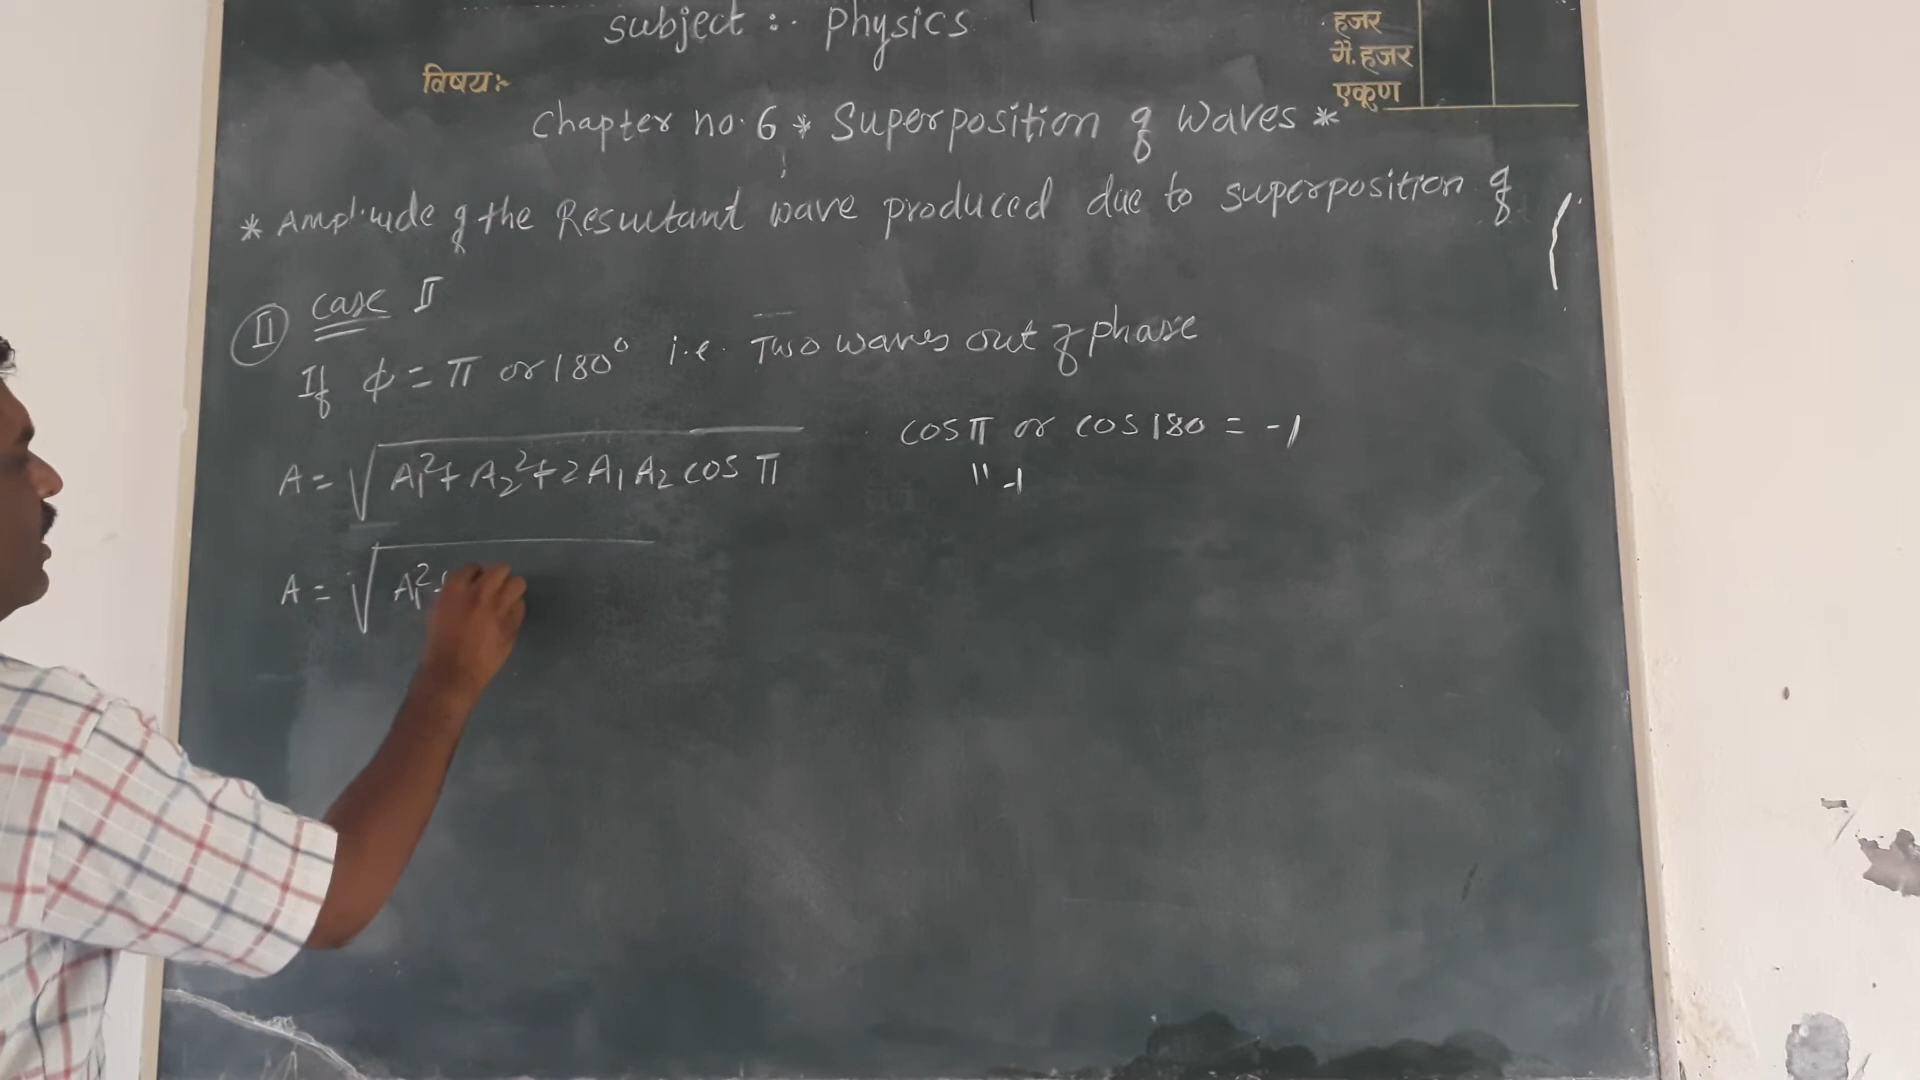 Subject :- Physics
हजर
गै. हजर
एकूण
विषय:-
Chapter no. 6 * Superposition of Waves *
* Amplitude of the Resultant wave produced due to superposition of
II Case II
If ϕ = π or 180° i.e. Two waves out of phase
cos π or cos 180 = -1
A = √A₁² + A₂² + 2A₁A₂ cos π
" -1
A = √A₁²